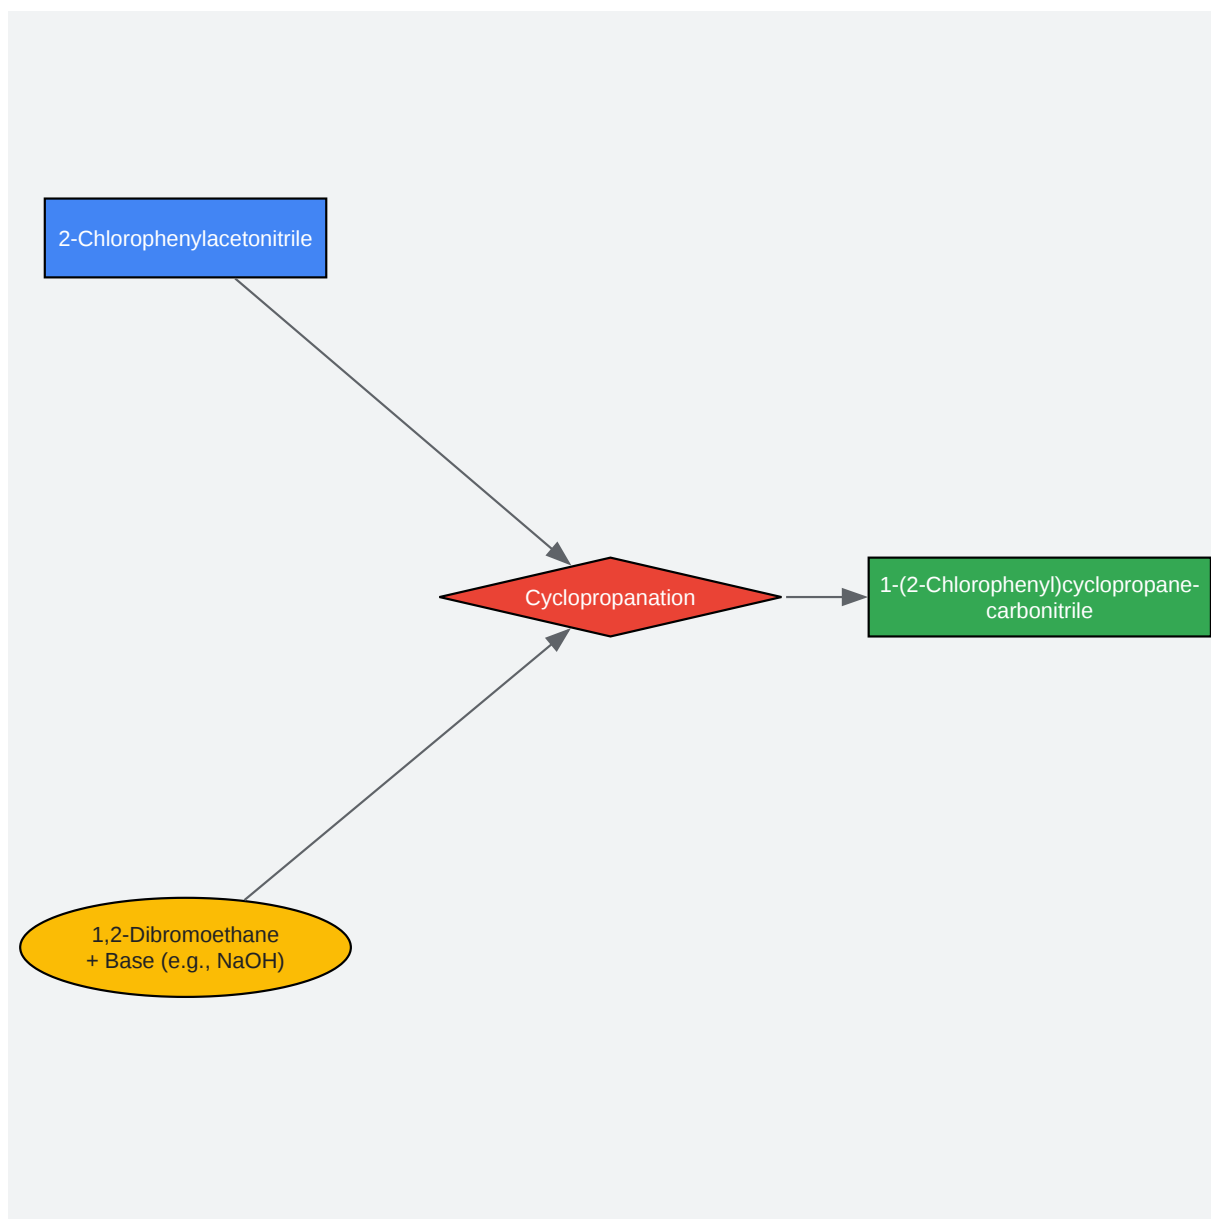 2-Chlorophenylacetonitrile
Cyclopropanation
1-(2-Chlorophenyl)cyclopropane-
carbonitrile
1,2-Dibromoethane
+ Base (e.g., NaOH)